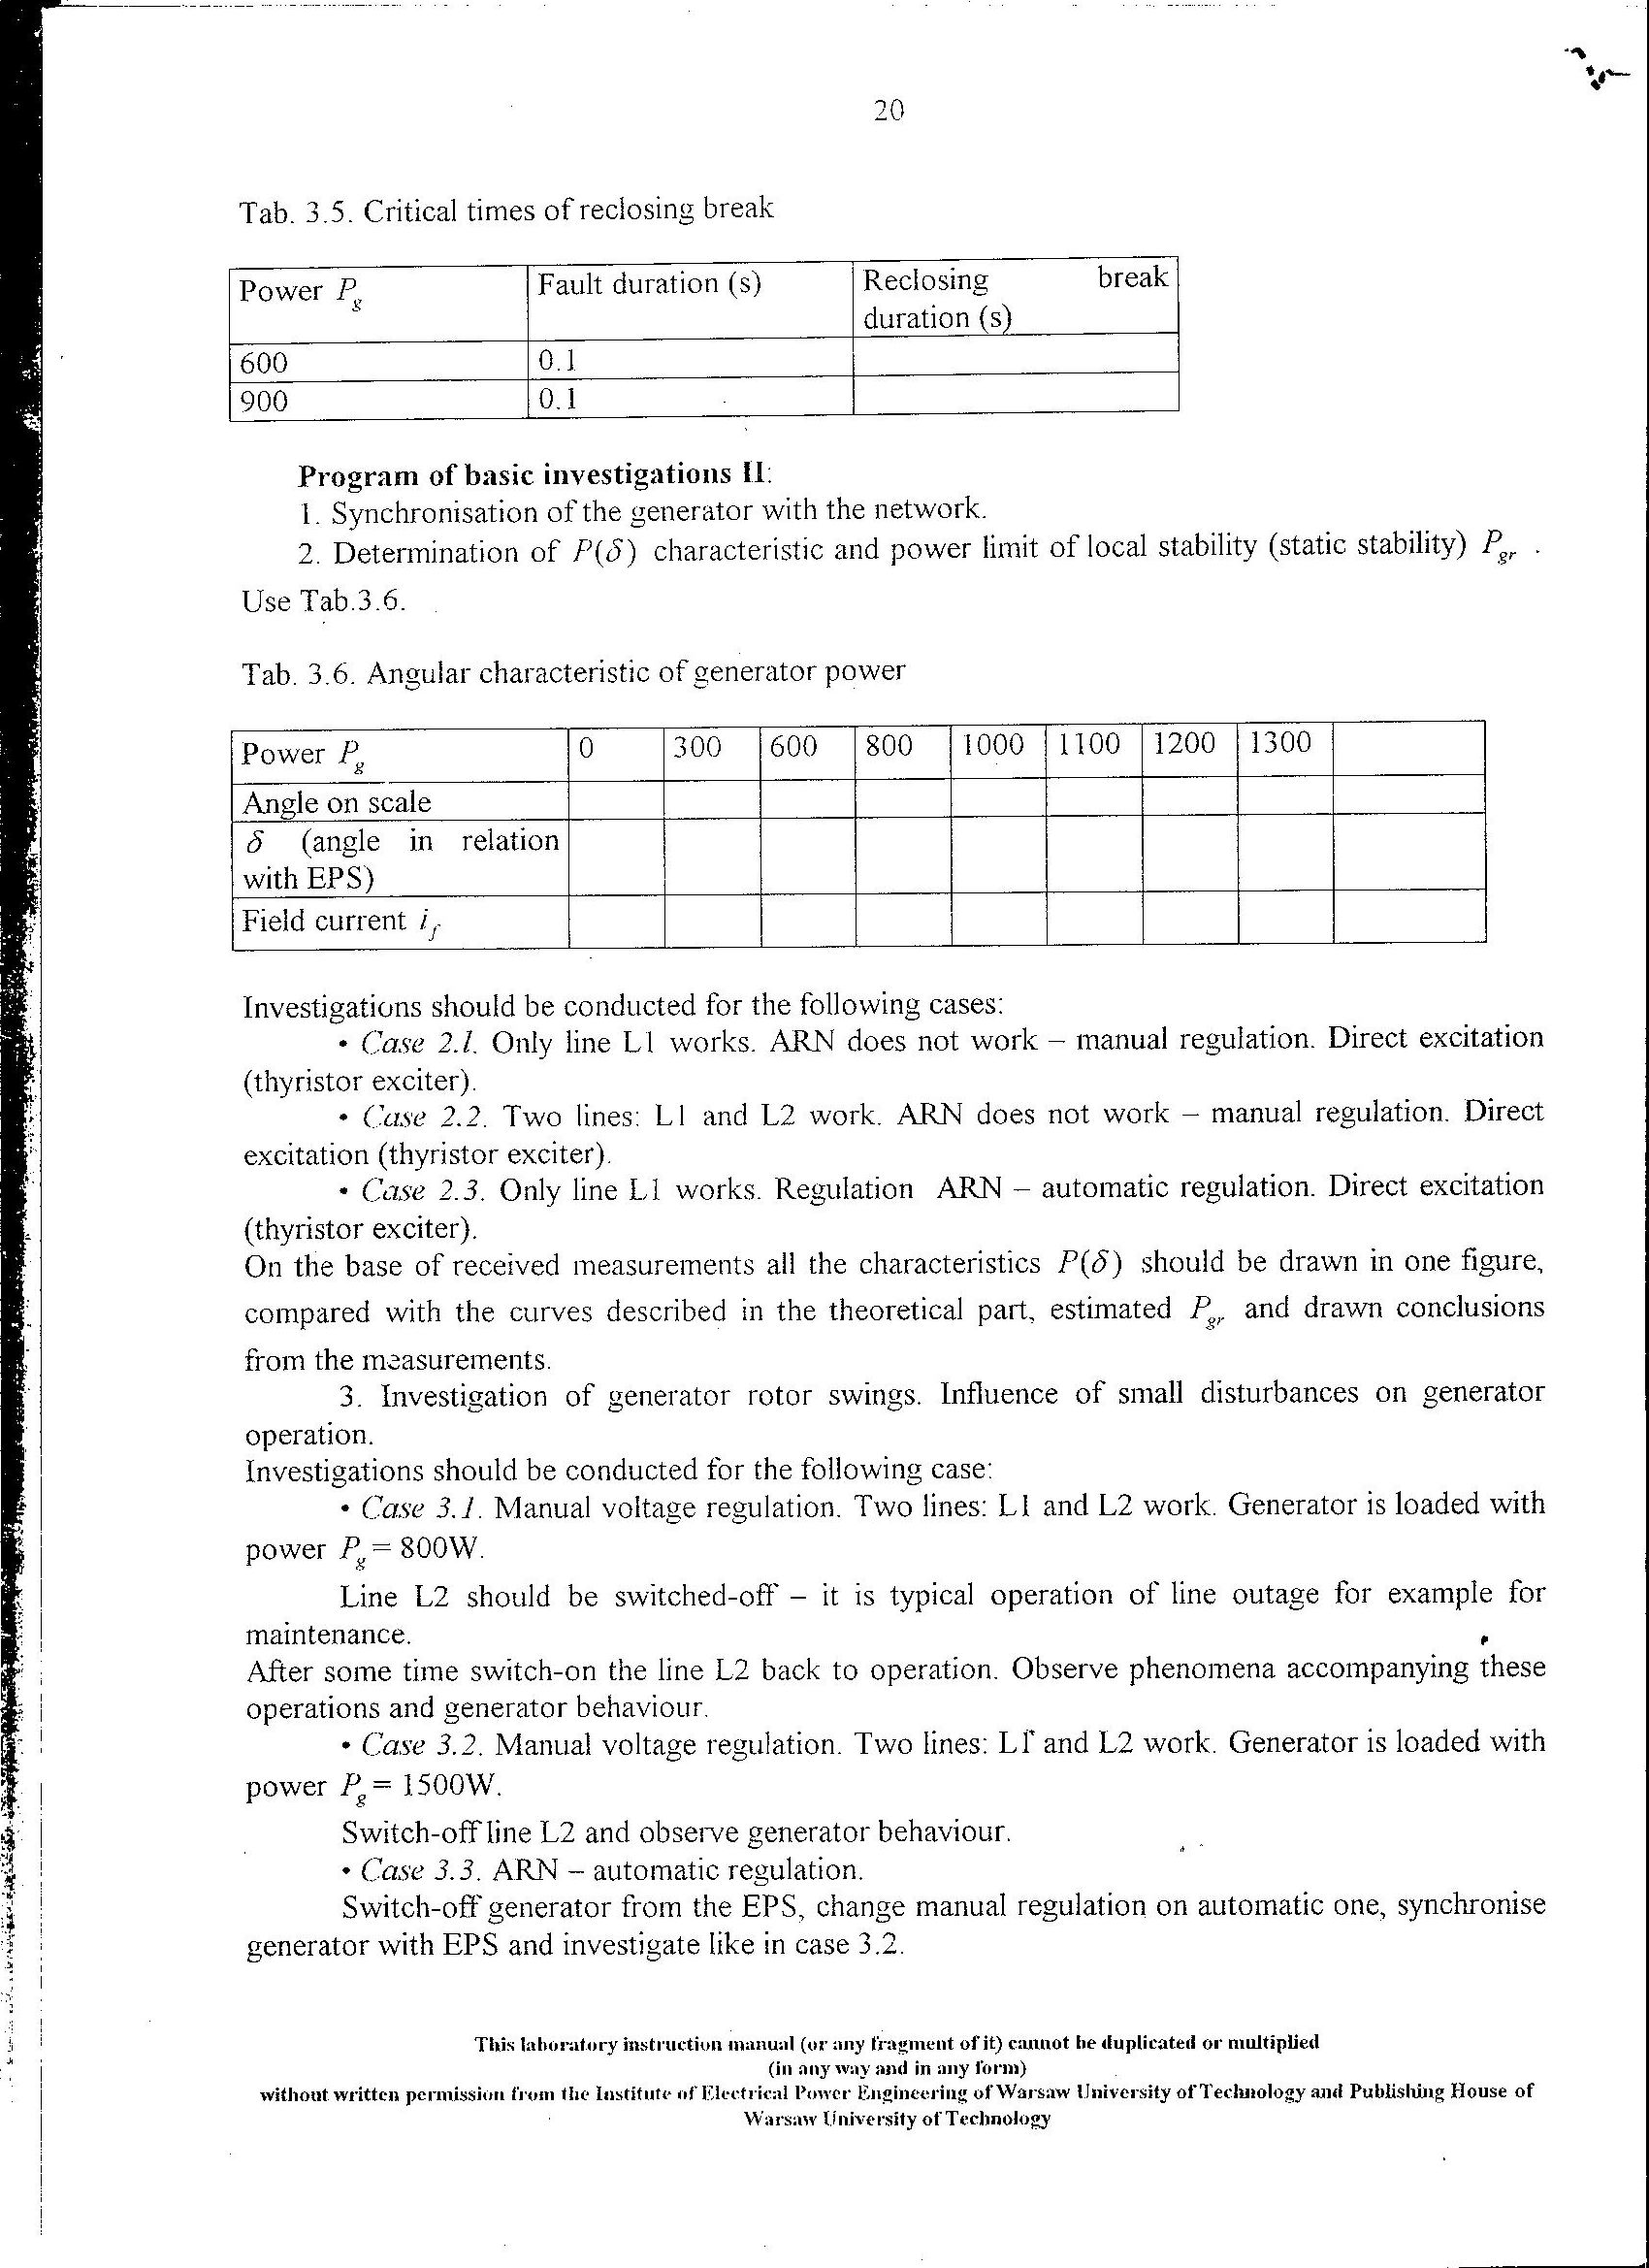 20
Tab. 3.5. Critical times of reclosing break
Power P_g Fault duration (s) Reclosing break
duration (s)
600 0.1
900 0.1
Program of basic investigations II:
1. Synchronisation of the generator with the network.
2. Determination of P(δ) characteristic and power limit of local stability (static stability) P_gr .
Use Tab.3.6.
Tab. 3.6. Angular characteristic of generator power
Power P_g 0 300 600 800 1000 1100 1200 1300
Angle on scale
δ (angle in relation
with EPS)
Field current i_f
Investigations should be conducted for the following cases:
• Case 2.1. Only line L1 works. ARN does not work – manual regulation. Direct excitation
(thyristor exciter).
• Case 2.2. Two lines: L1 and L2 work. ARN does not work – manual regulation. Direct
excitation (thyristor exciter).
• Case 2.3. Only line L1 works. Regulation ARN – automatic regulation. Direct excitation
(thyristor exciter).
On the base of received measurements all the characteristics P(δ) should be drawn in one figure,
compared with the curves described in the theoretical part, estimated P_gr and drawn conclusions
from the measurements.
3. Investigation of generator rotor swings. Influence of small disturbances on generator
operation.
Investigations should be conducted for the following case:
• Case 3.1. Manual voltage regulation. Two lines: L1 and L2 work. Generator is loaded with
power P_g = 800W.
Line L2 should be switched-off – it is typical operation of line outage for example for
maintenance.
After some time switch-on the line L2 back to operation. Observe phenomena accompanying these
operations and generator behaviour.
• Case 3.2. Manual voltage regulation. Two lines: L1 and L2 work. Generator is loaded with
power P_g = 1500W.
Switch-off line L2 and observe generator behaviour.
• Case 3.3. ARN – automatic regulation.
Switch-off generator from the EPS, change manual regulation on automatic one, synchronise
generator with EPS and investigate like in case 3.2.
This laboratory instruction manual (or any fragment of it) cannot be duplicated or multiplied
(in any way and in any form)
without written permission from the Institute of Electrical Power Engineering of Warsaw University of Technology and Publishing House of
Warsaw University of Technology